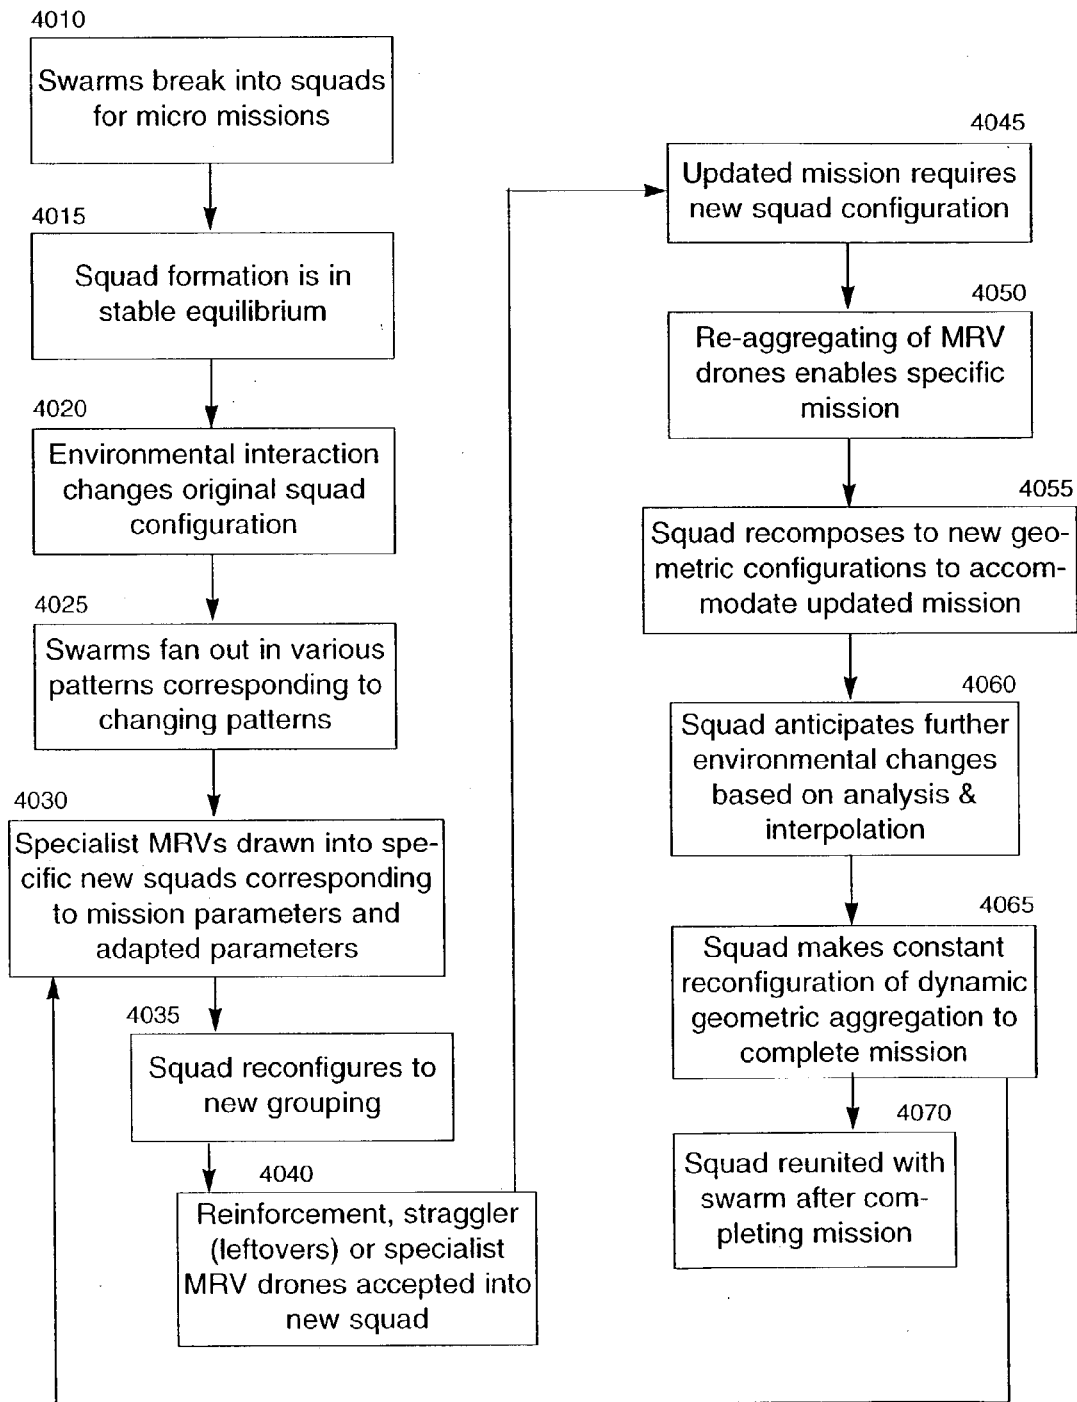 4010
Swarms break into squads
for micro missions
4015
Squad formation is in
stable equilibrium
4020
Environmental interaction
changes original squad
configuration
4025
Swarms fan out in various
patterns corresponding to
changing patterns
4030
Specialist MRVs drawn into spe-
cific new squads corresponding
to mission parameters and
adapted parameters
4035
Squad reconfigures to
new grouping
4040
Reinforcement, straggler
(leftovers) or specialist
MRV drones accepted into
new squad
4045
Updated mission requires
new squad configuration
4050
Re-aggregating of MRV
drones enables specific
mission
4055
Squad recomposes to new geo-
metric configurations to accom-
modate updated mission
4060
Squad anticipates further
environmental changes
based on analysis &
interpolation
4065
Squad makes constant
reconfiguration of dynamic
geometric aggregation to
complete mission
4070
Squad reunited with
swarm after com-
pleting mission